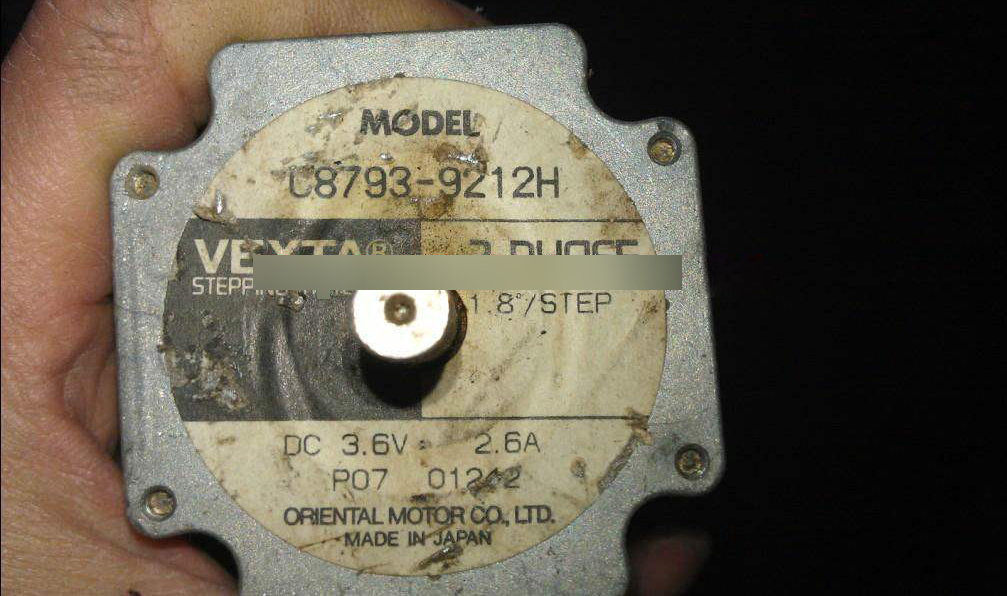 MODEL
C8793-9212H
VEXTA®
1.8°/STEP
DC 3.6V 2.6A
P07
ORIENTAL MOTOR CO., LTD.
MADE IN JAPAN